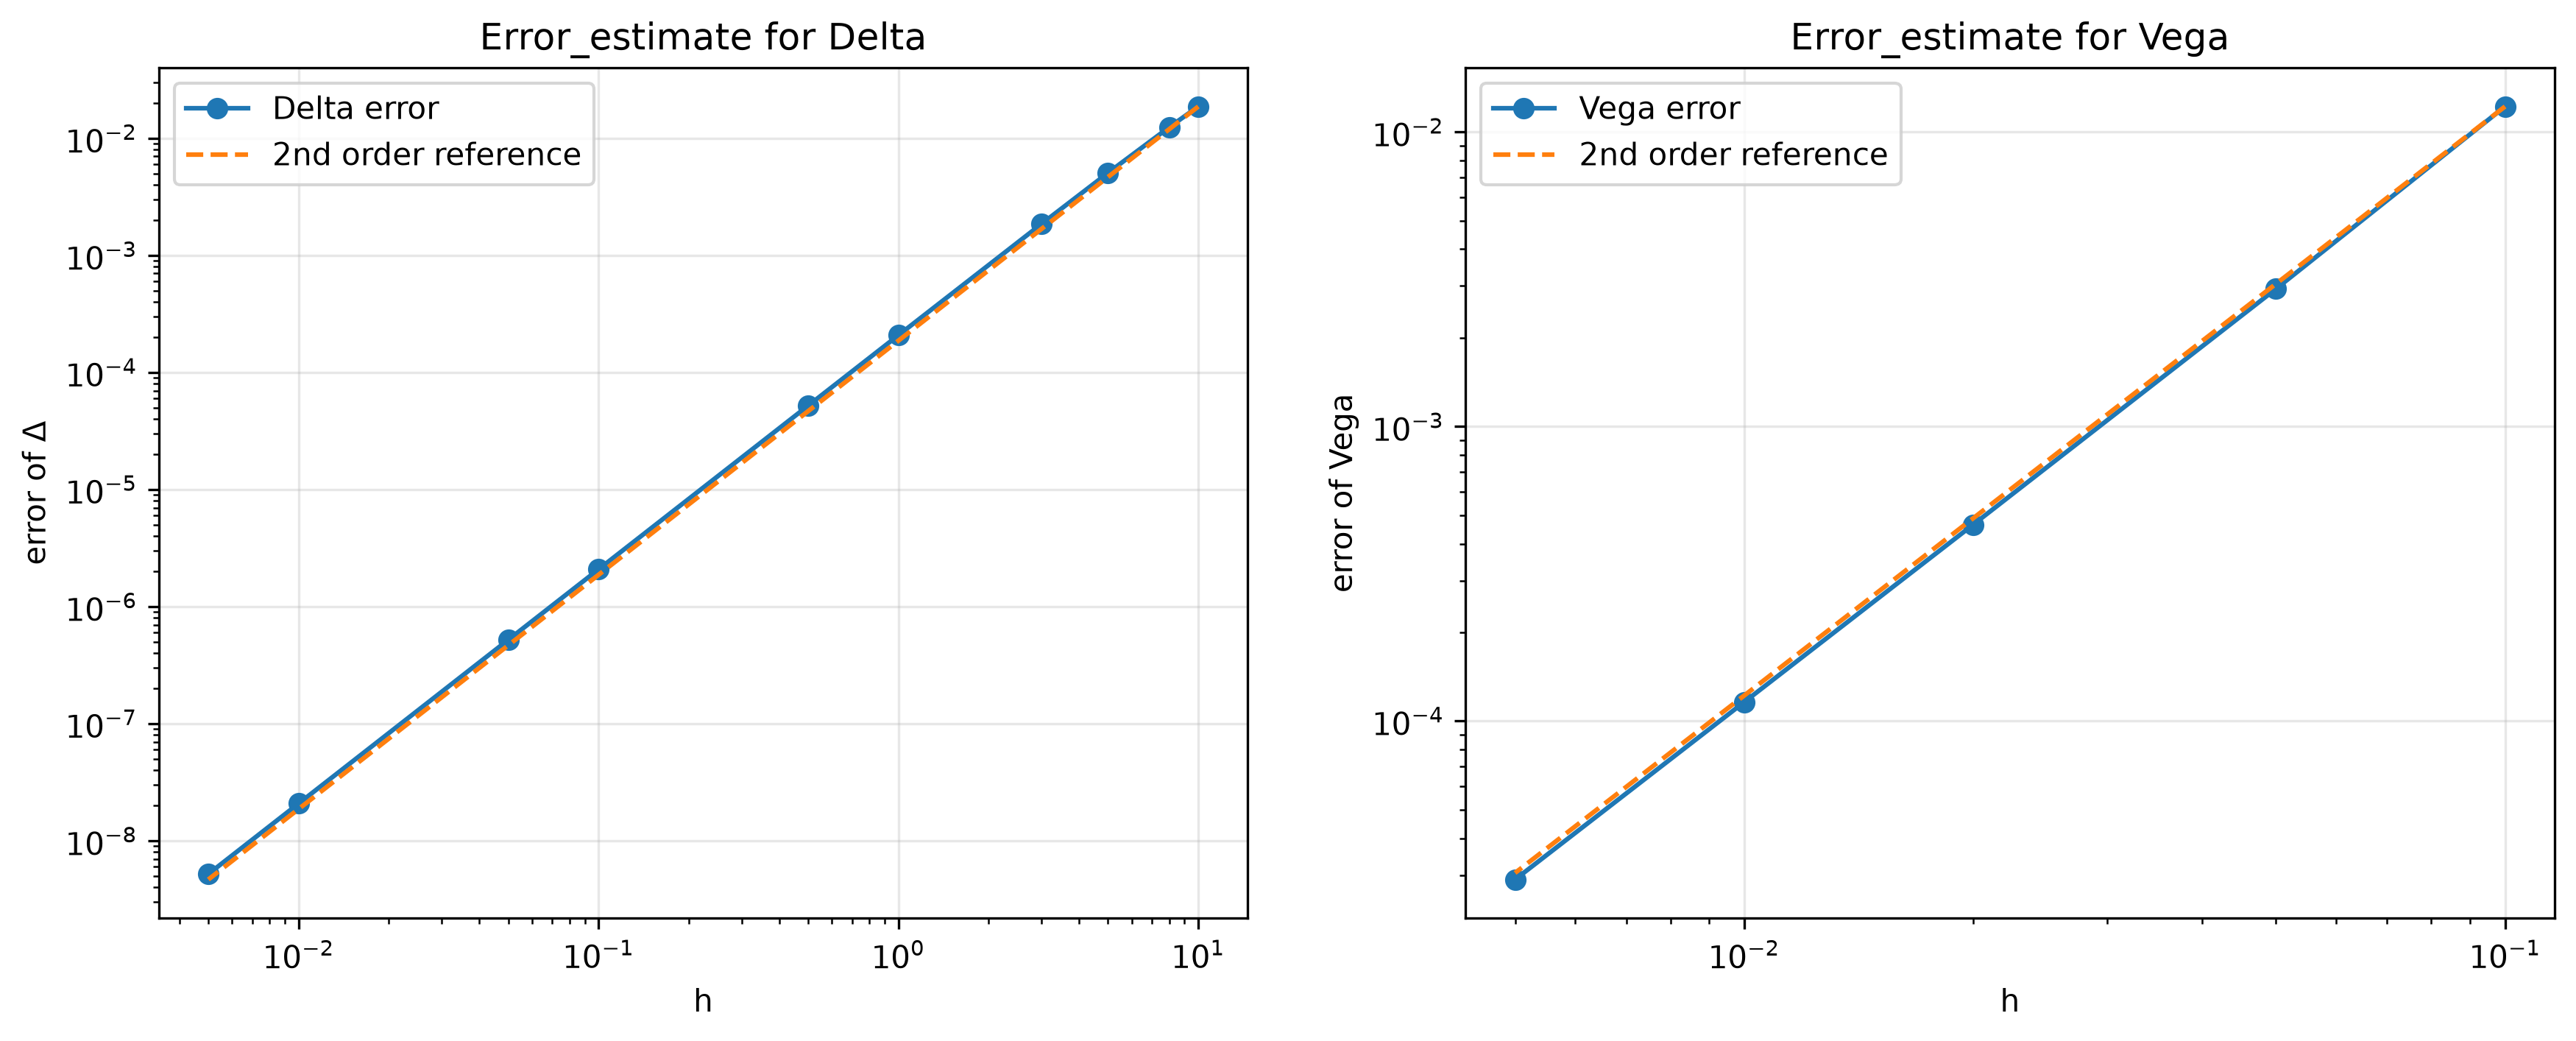 Error_estimate for Delta
Delta error
2nd order reference
error of Δ
10⁻²
10⁻³
10⁻⁴
10⁻⁵
10⁻⁶
10⁻⁷
10⁻⁸
10⁻²
10⁻¹
10⁰
10¹
h
Error_estimate for Vega
Vega error
2nd order reference
error of Vega
10⁻²
10⁻³
10⁻⁴
10⁻²
10⁻¹
h